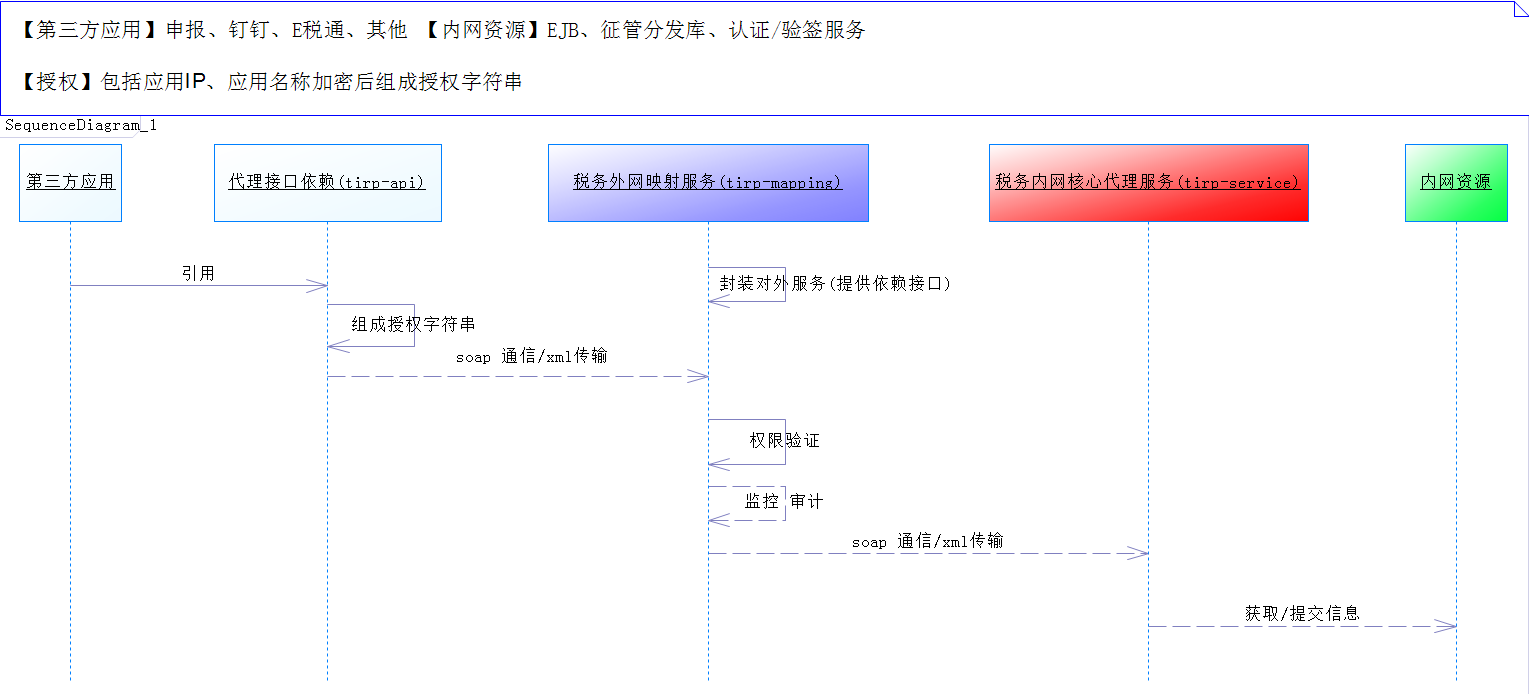 【第三方应用】申报、钉钉、E税通、其他 【内网资源】EJB、征管分发库、认证/验签服务
【授权】包括应用IP、应用名称加密后组成授权字符串
SequenceDiagram_1
第三方应用
代理接口依赖(tirp-api)
税务外网映射服务(tirp-mapping)
税务内网核心代理服务(tirp-service)
内网资源
引用
封装对外服务(提供依赖接口)
组成授权字符串
soap 通信/xml传输
权限验证
监控 审计
soap 通信/xml传输
获取/提交信息